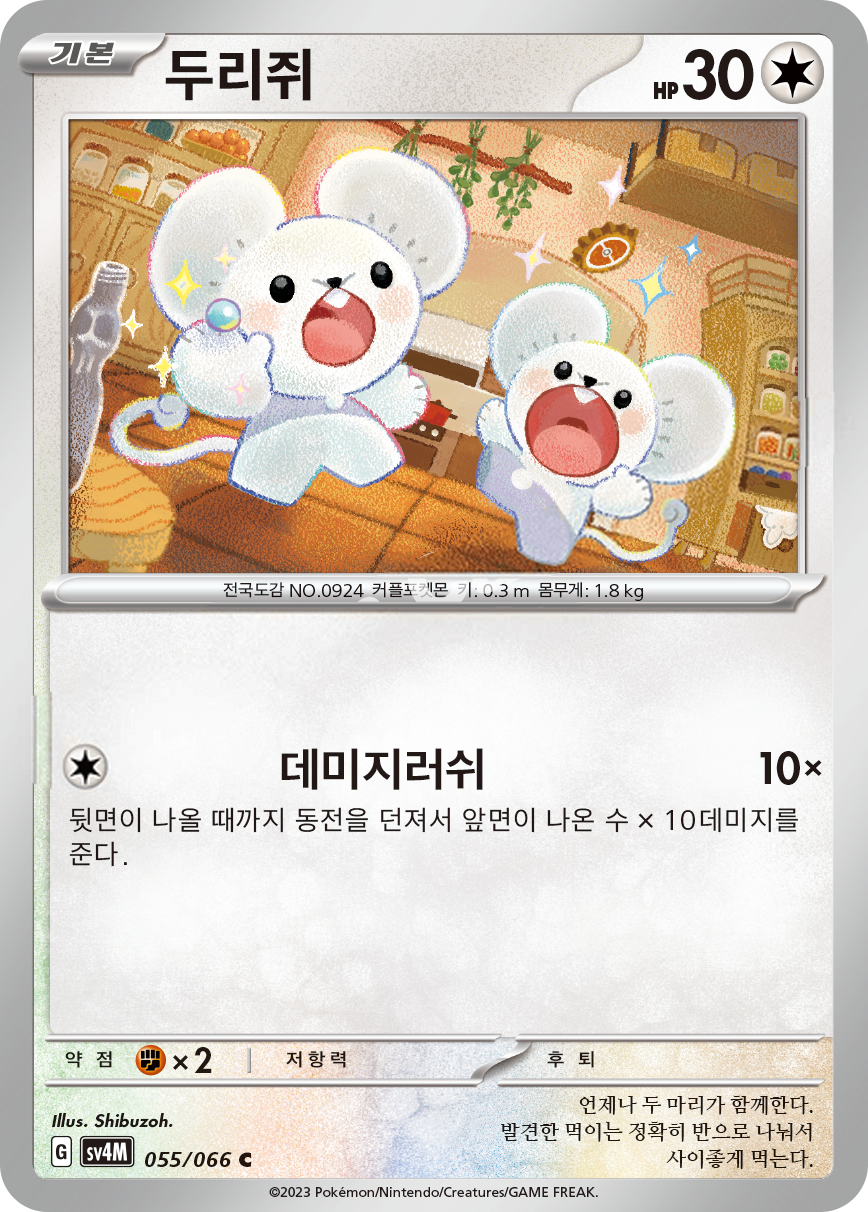 기본
두리쥐
HP 30
전국도감 NO.0924 커플포켓몬 키: 0.3 m 몸무게: 1.8 kg
데미지러쉬 10×
뒷면이 나올 때까지 동전을 던져서 앞면이 나온 수 × 10데미지를
준다.
약점 ×2 저항력 후퇴
언제나 두 마리가 함께한다.
발견한 먹이는 정확히 반으로 나눠서
사이좋게 먹는다.
Illus. Shibuzoh.
G sv4M 055/066 C
©2023 Pokémon/Nintendo/Creatures/GAME FREAK.